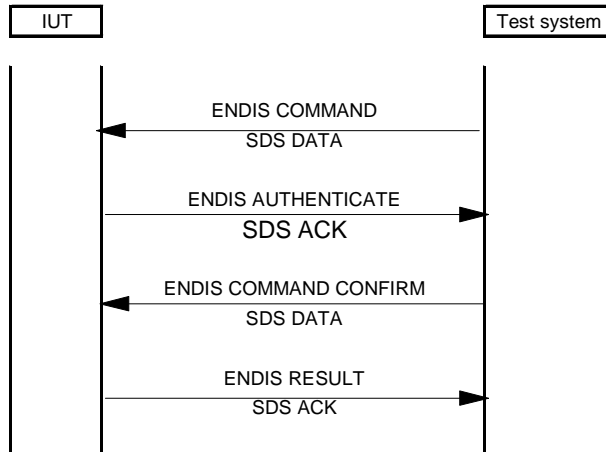 IUT
Test system
ENDIS COMMAND
SDS DATA
ENDIS AUTHENTICATE
SDS ACK
ENDIS COMMAND CONFIRM
SDS DATA
ENDIS RESULT
SDS ACK